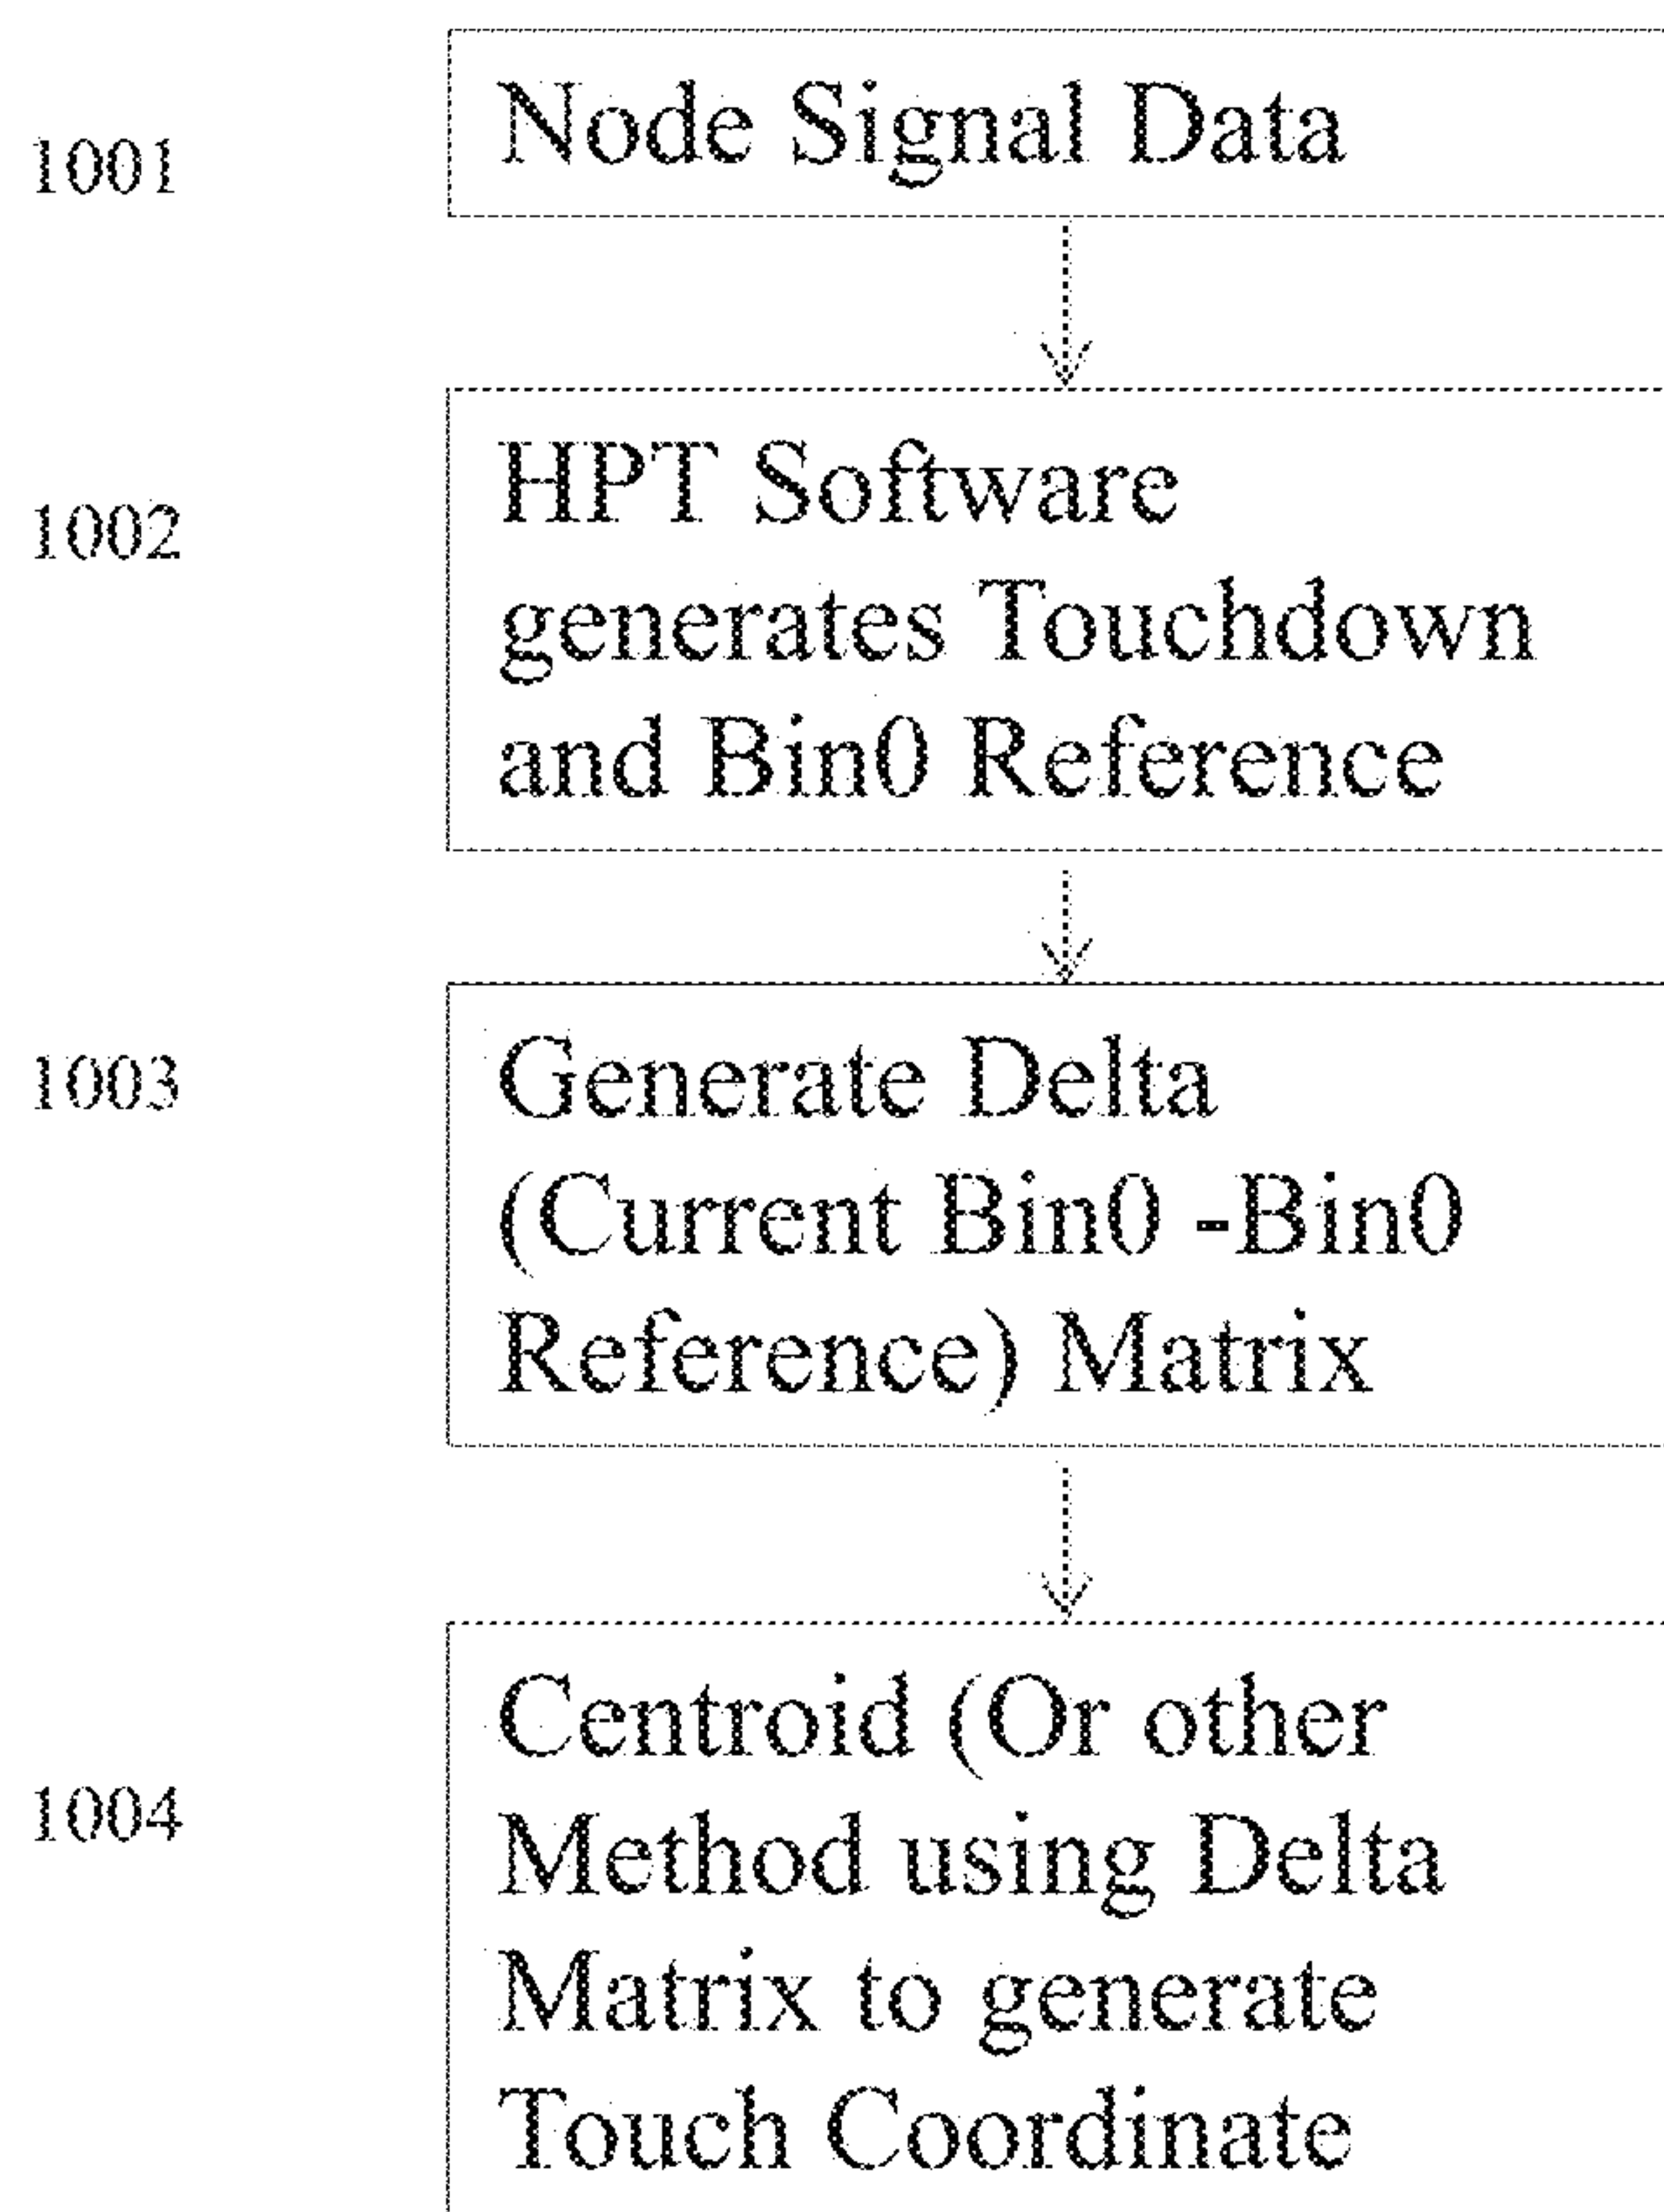 1001
Node Signal Data
1002
HPT Software
generates Touchdown
and Bin0 Reference
1003
Generate Delta
(Current Bin0 -Bin0
Reference) Matrix
1004
Centroid (Or other
Method using Delta
Matrix to generate
Touch Coordinate